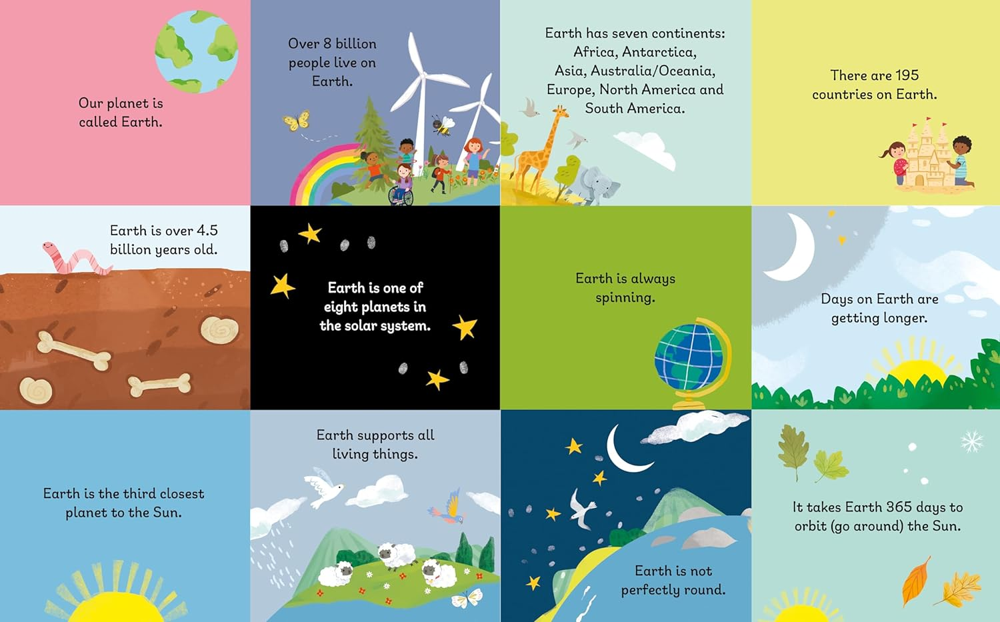 Our planet is
called Earth.
Over 8 billion
people live on
Earth.
Earth has seven continents:
Africa, Antarctica,
Asia, Australia/Oceania,
Europe, North America and
South America.
There are 195
countries on Earth.
Earth is over 4.5
billion years old.
Earth is one of
eight planets in
the solar system.
Earth is always
spinning.
Days on Earth are
getting longer.
Earth is the third closest
planet to the Sun.
Earth supports all
living things.
Earth is not
perfectly round.
It takes Earth 365 days to
orbit (go around) the Sun.